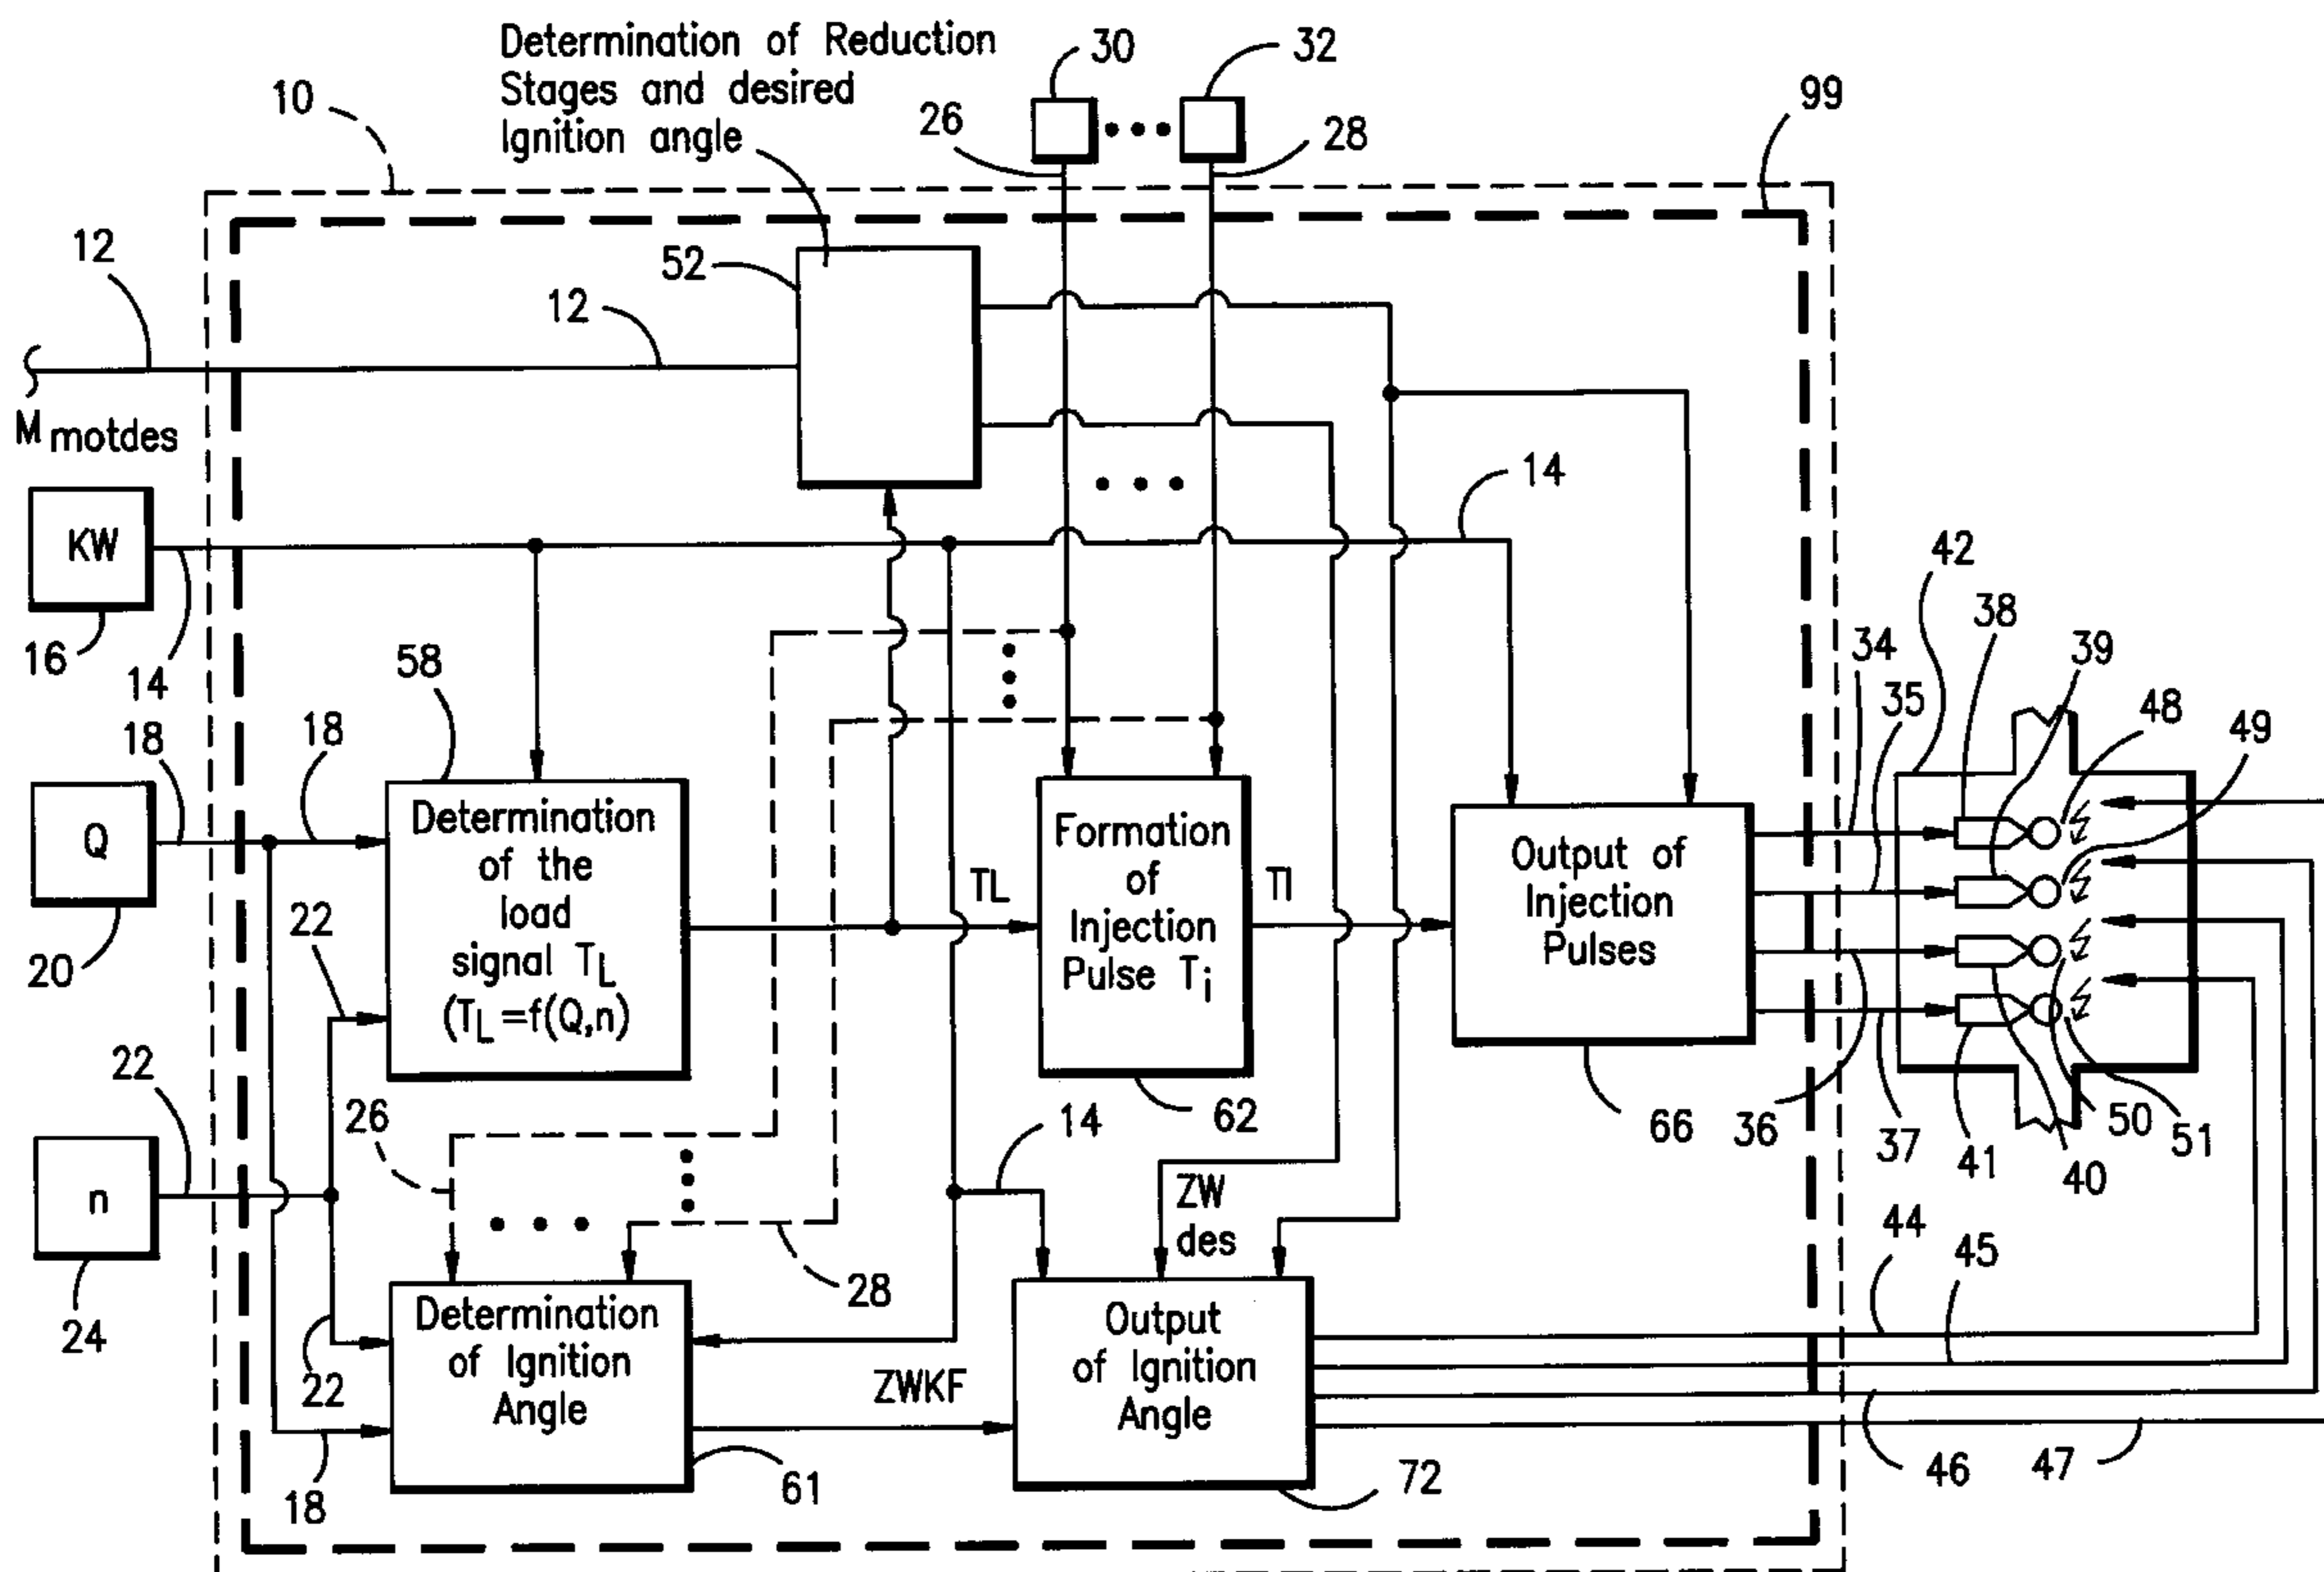 Determination of Reduction
Stages and desired
Ignition angle
30
32
10
26
28
99
12
52
12
M motdes
14
KW
16
14
42
38
58
34
39
35
48
49
18
18
Q
20
Determination
of the
load
signal TL
(TL=f(Q,n)
TL
Formation
of
Injection
Pulse Ti
TI
Output of
Injection
Pulses
22
22
26
14
62
66
36
37
41
40
50
51
n
24
ZW
des
28
44
45
22
Determination
of Ignition
Angle
ZWKF
Output
of Ignition
Angle
18
61
72
46
47